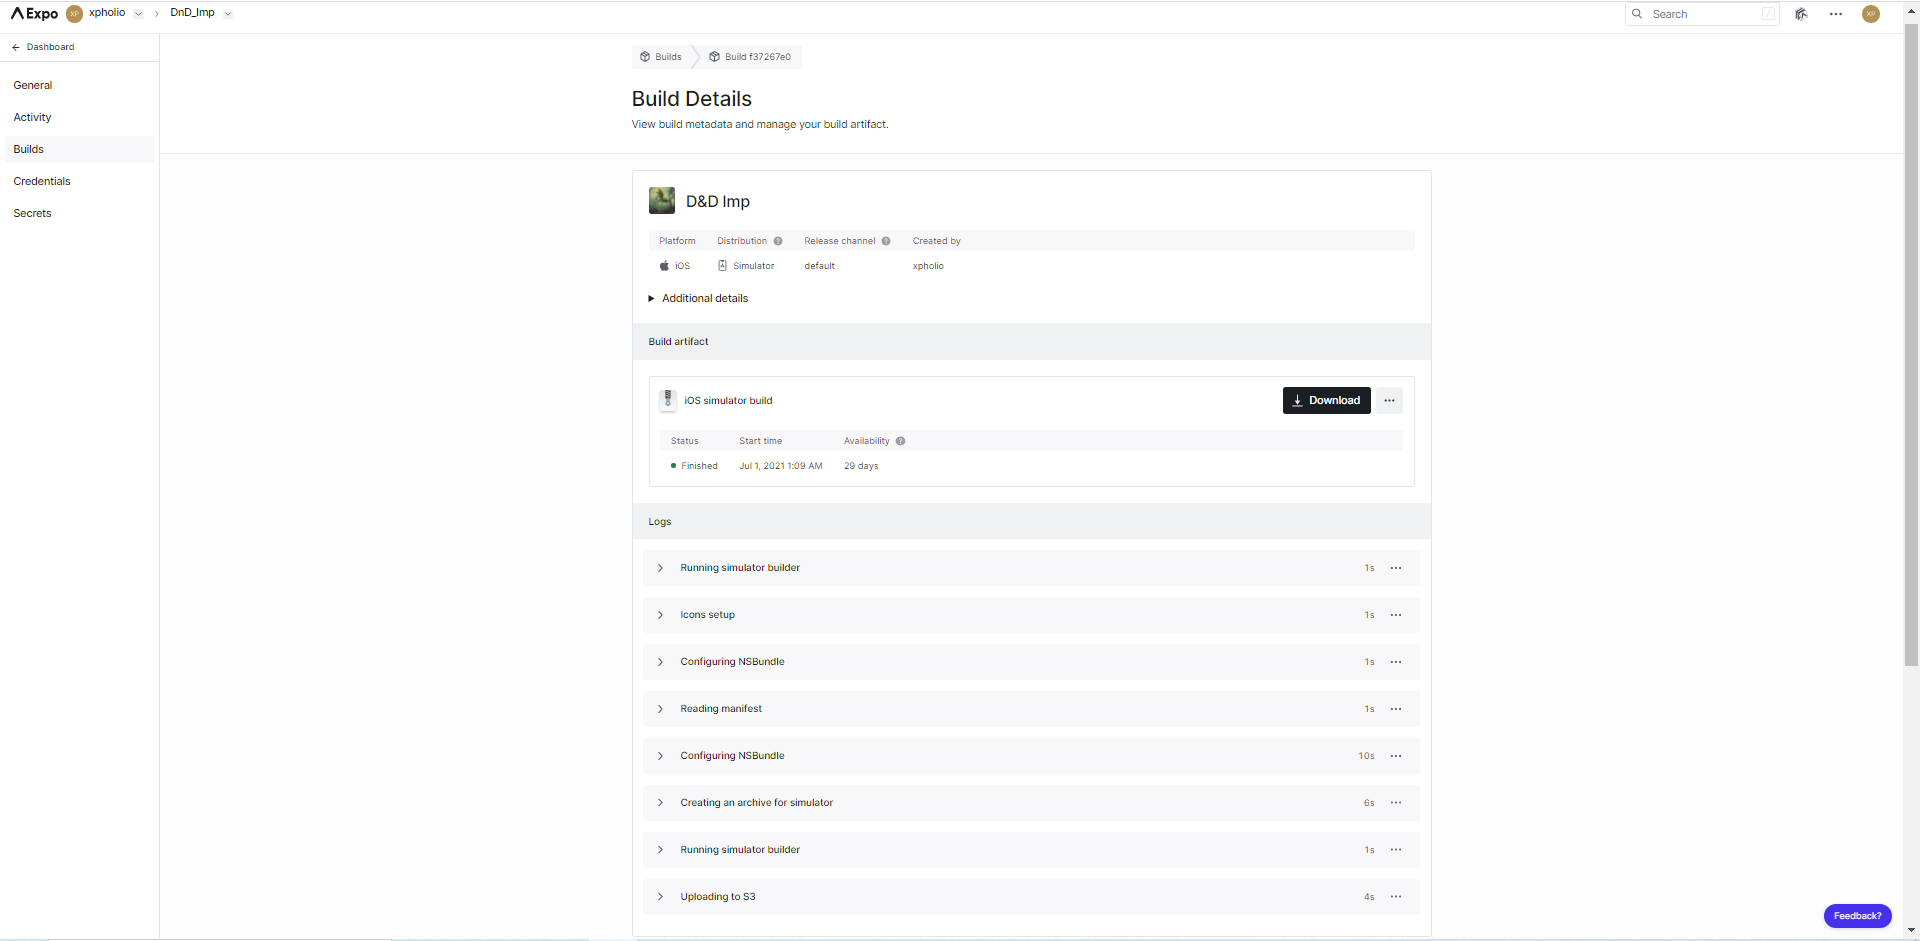 Expo XP xpholio DnD_Imp
Search /
XP
Dashboard
General
Activity
Builds
Credentials
Secrets
Builds Build f37267e0
Build Details
View build metadata and manage your build artifact.
D&D Imp
Platform Distribution ? Release channel ? Created by
iOS Simulator default xpholio
Additional details
Build artifact
iOS simulator build
Download
Status Start time Availability ?
Finished Jul 1, 2021 1:09 AM 29 days
Logs
Running simulator builder 1s
Icons setup 1s
Configuring NSBundle 1s
Reading manifest 1s
Configuring NSBundle 10s
Creating an archive for simulator 6s
Running simulator builder 1s
Uploading to S3 4s
Feedback?